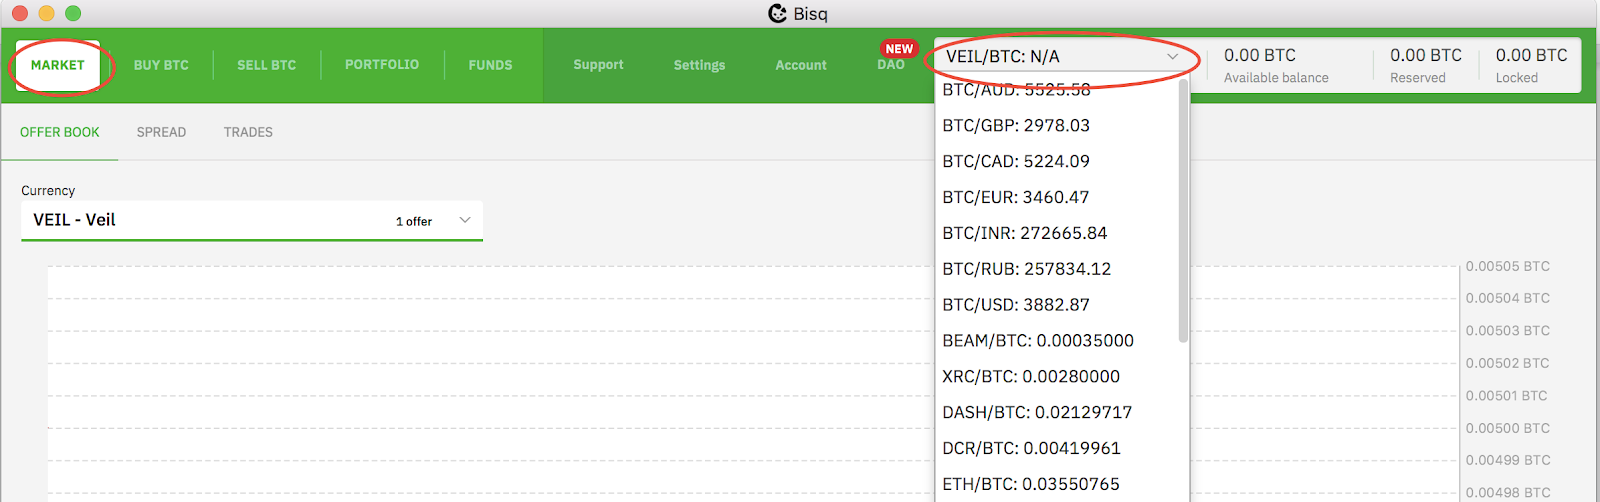 Bisq
MARKET
BUY BTC
SELL BTC
PORTFOLIO
FUNDS
Support
Settings
Account
NEW
DAO
VEIL/BTC: N/A
0.00 BTC
Available balance
0.00 BTC
Reserved
0.00 BTC
Locked
BTC/AUD: 5525.58
BTC/GBP: 2978.03
BTC/CAD: 5224.09
BTC/EUR: 3460.47
BTC/INR: 272665.84
BTC/RUB: 257834.12
BTC/USD: 3882.87
BEAM/BTC: 0.00035000
XRC/BTC: 0.00280000
DASH/BTC: 0.02129717
DCR/BTC: 0.00419961
ETH/BTC: 0.03550765
OFFER BOOK
SPREAD
TRADES
Currency
VEIL - Veil
1 offer
0.00505 BTC
0.00504 BTC
0.00503 BTC
0.00502 BTC
0.00501 BTC
0.00500 BTC
0.00499 BTC
0.00498 BTC